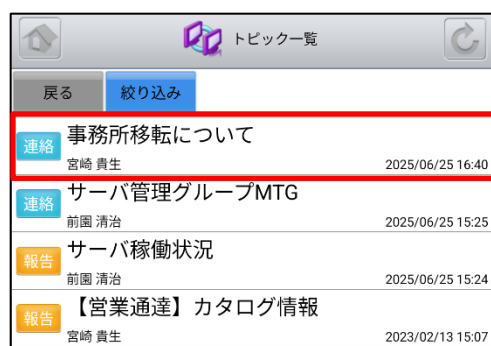 トピック一覧
戻る 絞り込み
連絡 事務所移転について
宮崎 貴生 2025/06/25 16:40
連絡 サーバ管理グループMTG
前園 清治 2025/06/25 15:25
報告 サーバ稼働状況
前園 清治 2025/06/25 15:24
報告 【営業通達】カタログ情報
宮崎 貴生 2023/02/13 15:07